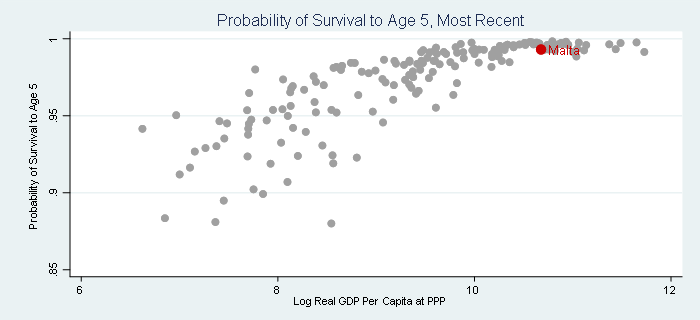 Probability of Survival to Age 5, Most Recent
Probability of Survival to Age 5
1
.95
.9
.85
Malta
6 8 10 12
Log Real GDP Per Capita at PPP